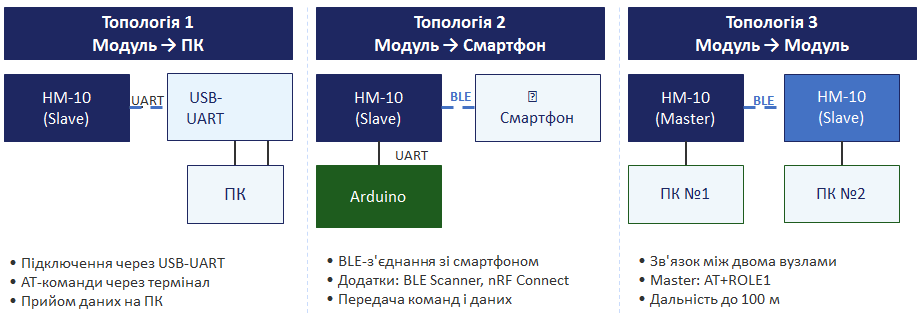 Топологія 1
Модуль → ПК
HM-10
(Slave)
UART
USB-
UART
ПК
• Підключення через USB-UART
• AT-команди через термінал
• Прийом даних на ПК
Топологія 2
Модуль → Смартфон
HM-10
(Slave)
BLE
Смартфон
UART
Arduino
• BLE-з'єднання зі смартфоном
• Додатки: BLE Scanner, nRF Connect
• Передача команд і даних
Топологія 3
Модуль → Модуль
HM-10
(Master)
BLE
HM-10
(Slave)
ПК №1
ПК №2
• Зв'язок між двома вузлами
• Master: AT+ROLE1
• Дальність до 100 м